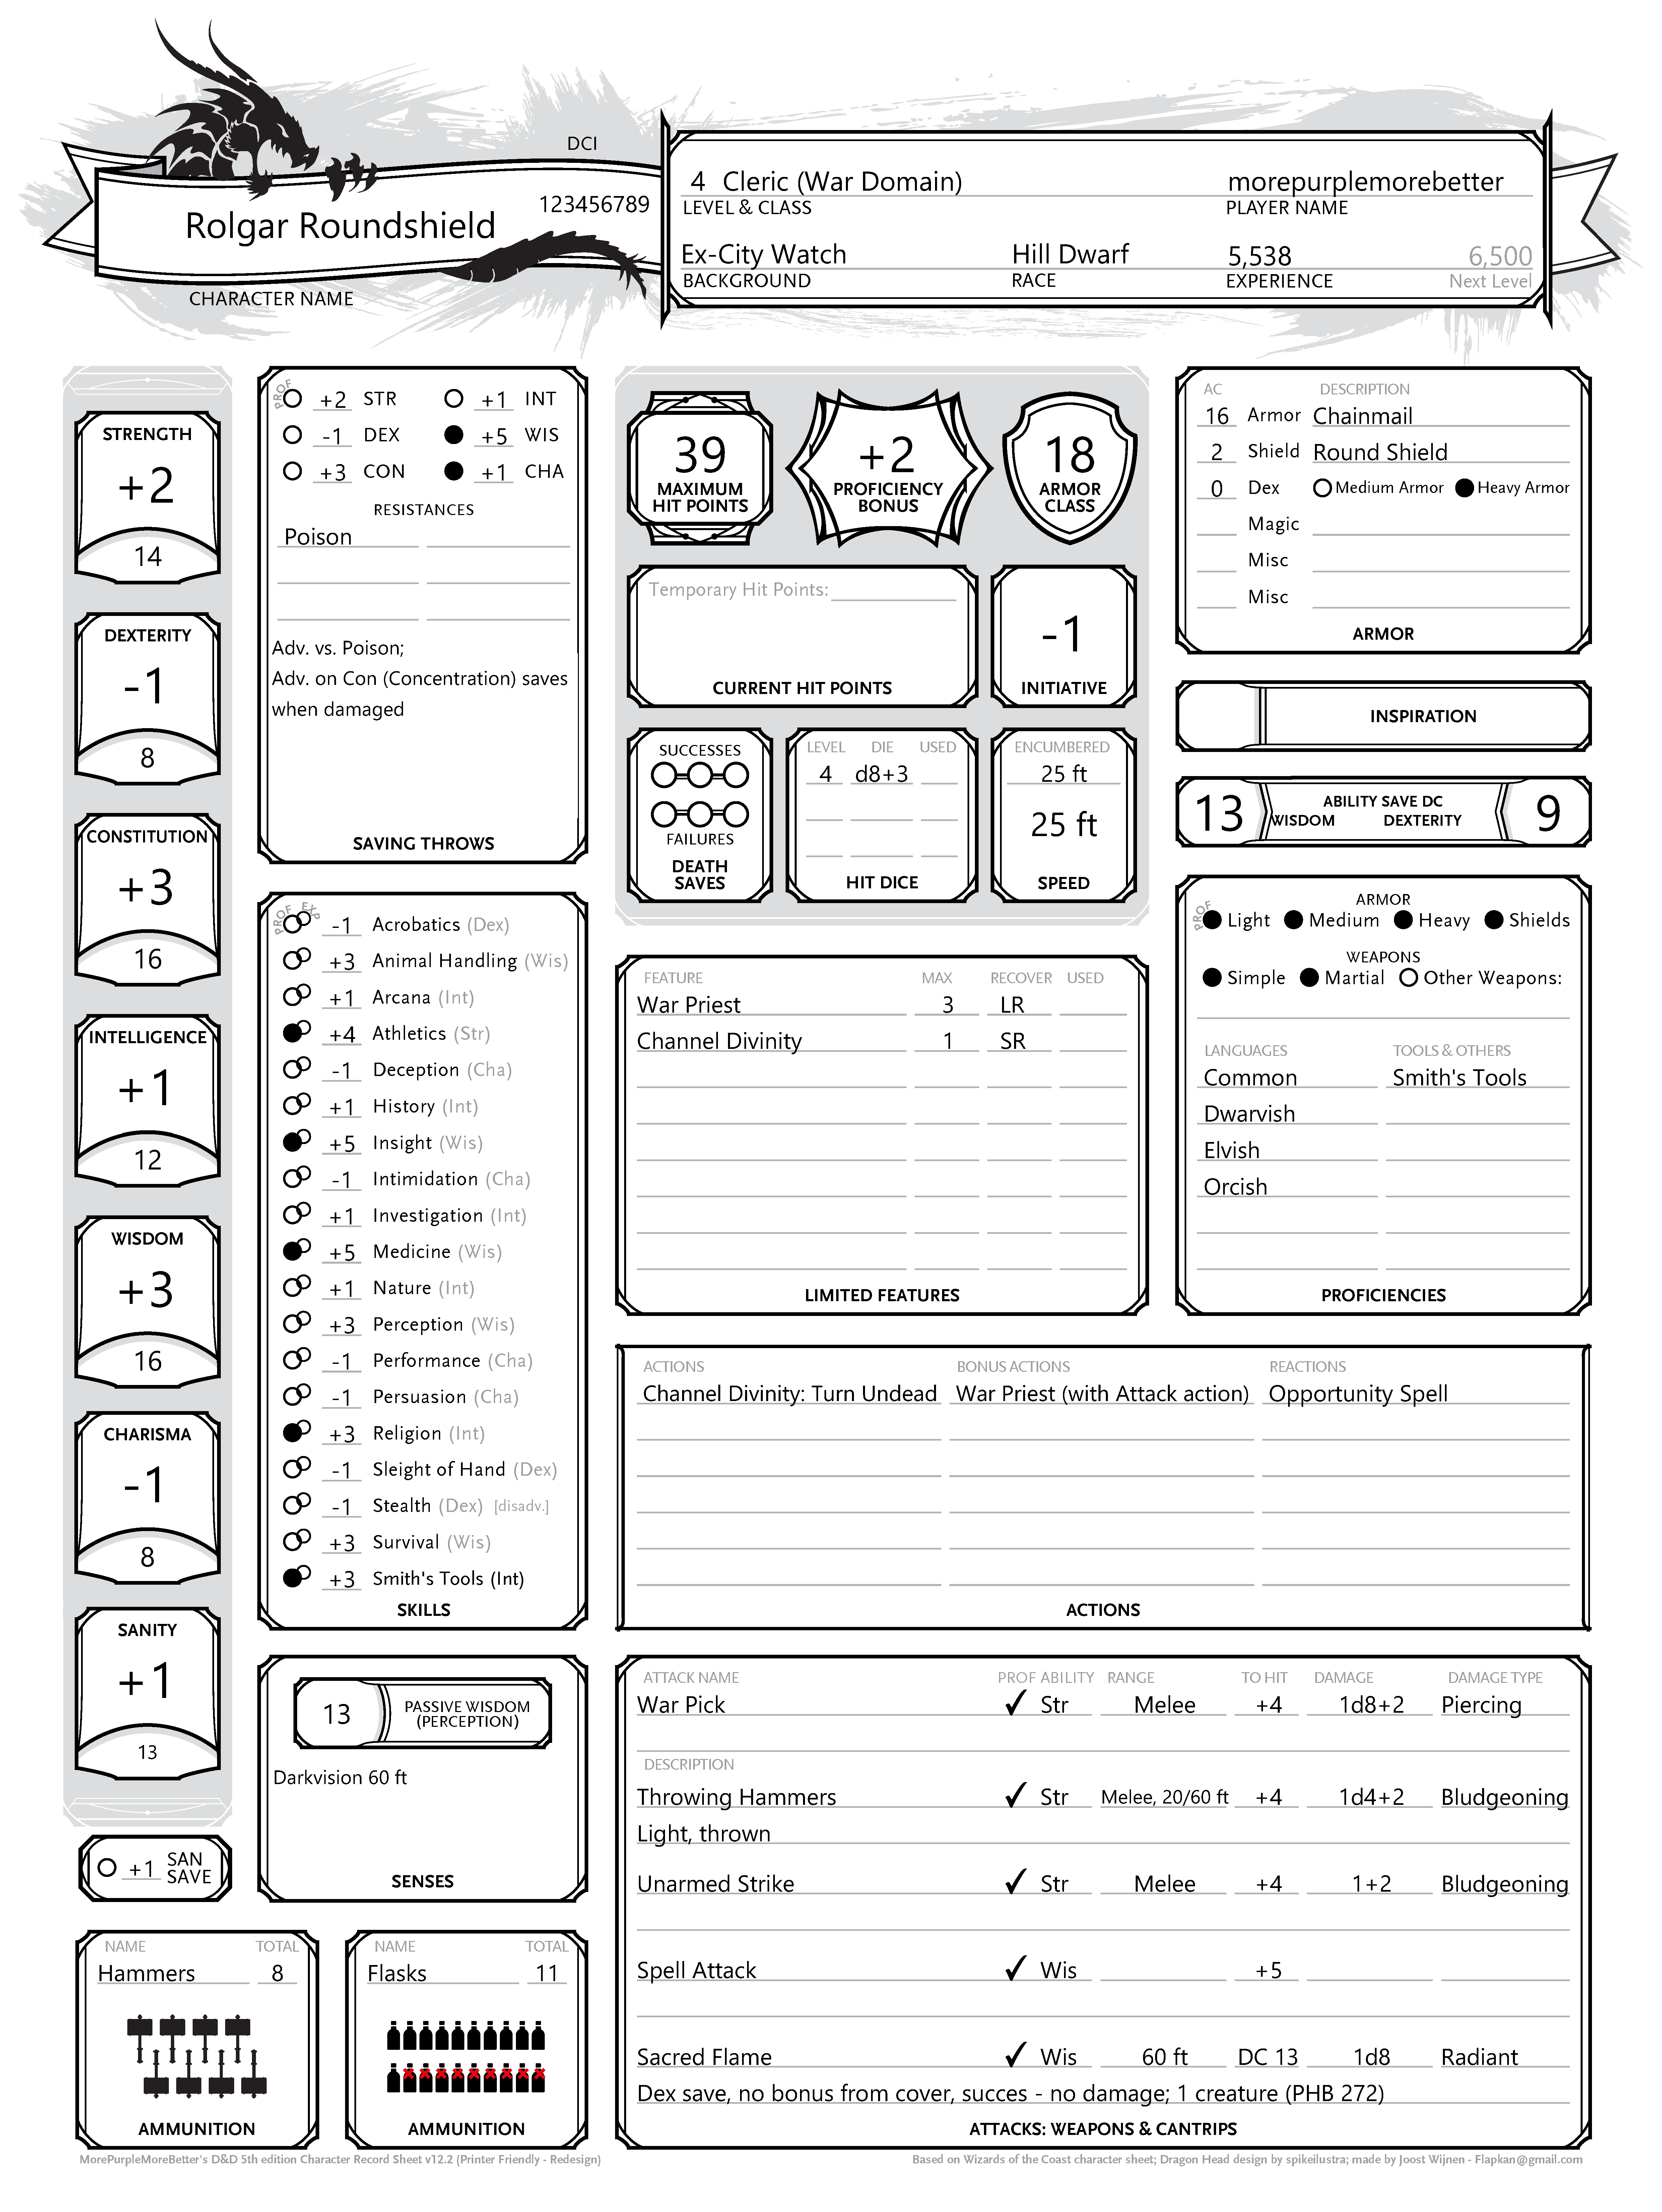 DCI
123456789
Rolgar Roundshield
CHARACTER NAME
4 Cleric (War Domain) morepurplemorebetter
LEVEL & CLASS PLAYER NAME
Ex-City Watch Hill Dwarf 5,538 6,500
BACKGROUND RACE EXPERIENCE Next Level
STRENGTH
+2
14
DEXTERITY
-1
8
CONSTITUTION
+3
16
INTELLIGENCE
+1
12
WISDOM
+3
16
CHARISMA
-1
8
SANITY
+1
13
+1 SAN SAVE
PROF
+2 STR +1 INT
-1 DEX +5 WIS
+3 CON +1 CHA
RESISTANCES
Poison
Adv. vs. Poison;
Adv. on Con (Concentration) saves
when damaged
SAVING THROWS
PROF EXP
-1 Acrobatics (Dex)
+3 Animal Handling (Wis)
+1 Arcana (Int)
+4 Athletics (Str)
-1 Deception (Cha)
+1 History (Int)
+5 Insight (Wis)
-1 Intimidation (Cha)
+1 Investigation (Int)
+5 Medicine (Wis)
+1 Nature (Int)
+3 Perception (Wis)
-1 Performance (Cha)
-1 Persuasion (Cha)
+3 Religion (Int)
-1 Sleight of Hand (Dex)
-1 Stealth (Dex) [disadv.]
+3 Survival (Wis)
+3 Smith's Tools (Int)
SKILLS
13 PASSIVE WISDOM
(PERCEPTION)
Darkvision 60 ft
SENSES
NAME TOTAL
Hammers 8
AMMUNITION
NAME TOTAL
Flasks 11
AMMUNITION
39
MAXIMUM
HIT POINTS
+2
PROFICIENCY
BONUS
18
ARMOR
CLASS
Temporary Hit Points:
CURRENT HIT POINTS
-1
INITIATIVE
SUCCESSES
FAILURES
DEATH
SAVES
LEVEL DIE USED
4 d8+3
HIT DICE
ENCUMBERED
25 ft
25 ft
SPEED
AC DESCRIPTION
16 Armor Chainmail
2 Shield Round Shield
0 Dex Medium Armor Heavy Armor
Magic
Misc
Misc
ARMOR
INSPIRATION
13 ABILITY SAVE DC 9
WISDOM DEXTERITY
FEATURE MAX RECOVER USED
War Priest 3 LR
Channel Divinity 1 SR
LIMITED FEATURES
ARMOR
PROF
Light Medium Heavy Shields
WEAPONS
Simple Martial Other Weapons:
LANGUAGES TOOLS & OTHERS
Common Smith's Tools
Dwarvish
Elvish
Orcish
PROFICIENCIES
ACTIONS BONUS ACTIONS REACTIONS
Channel Divinity: Turn Undead War Priest (with Attack action) Opportunity Spell
ACTIONS
ATTACK NAME PROF ABILITY RANGE TO HIT DAMAGE DAMAGE TYPE
War Pick ✓ Str Melee +4 1d8+2 Piercing
DESCRIPTION
Throwing Hammers ✓ Str Melee, 20/60 ft +4 1d4+2 Bludgeoning
Light, thrown
Unarmed Strike ✓ Str Melee +4 1+2 Bludgeoning
Spell Attack ✓ Wis +5
Sacred Flame ✓ Wis 60 ft DC 13 1d8 Radiant
Dex save, no bonus from cover, succes - no damage; 1 creature (PHB 272)
ATTACKS: WEAPONS & CANTRIPS
MorePurpleMoreBetter's D&D 5th edition Character Record Sheet v12.2 (Printer Friendly - Redesign)
Based on Wizards of the Coast character sheet; Dragon Head design by spikeilustra; made by Joost Wijnen - Flapkan@gmail.com